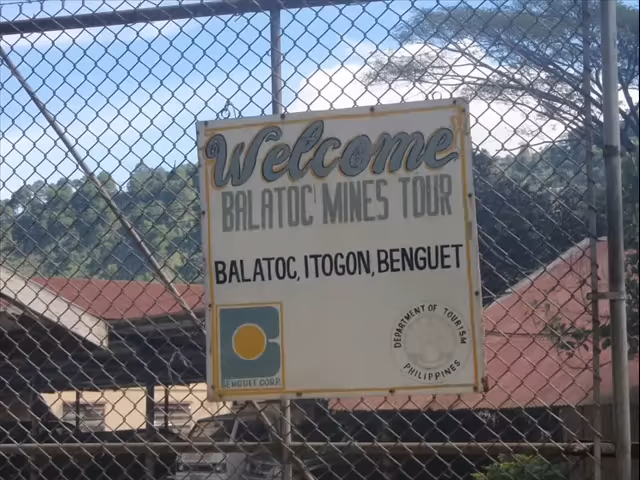 Welcome
BALATOC MINES TOUR
BALATOC, ITOGON, BENGUET
BENGUET CORP.
DEPARTMENT OF TOURISM
PHILIPPINES